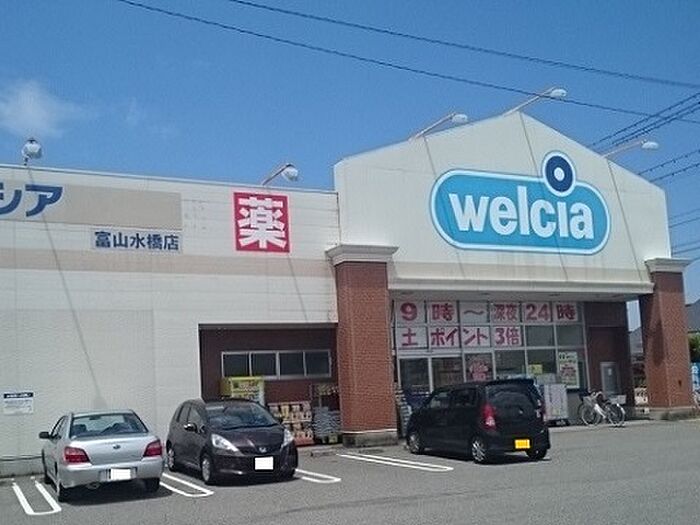 シア
富山水橋店
薬
welcia
9時～深夜24時
土ポイント3倍